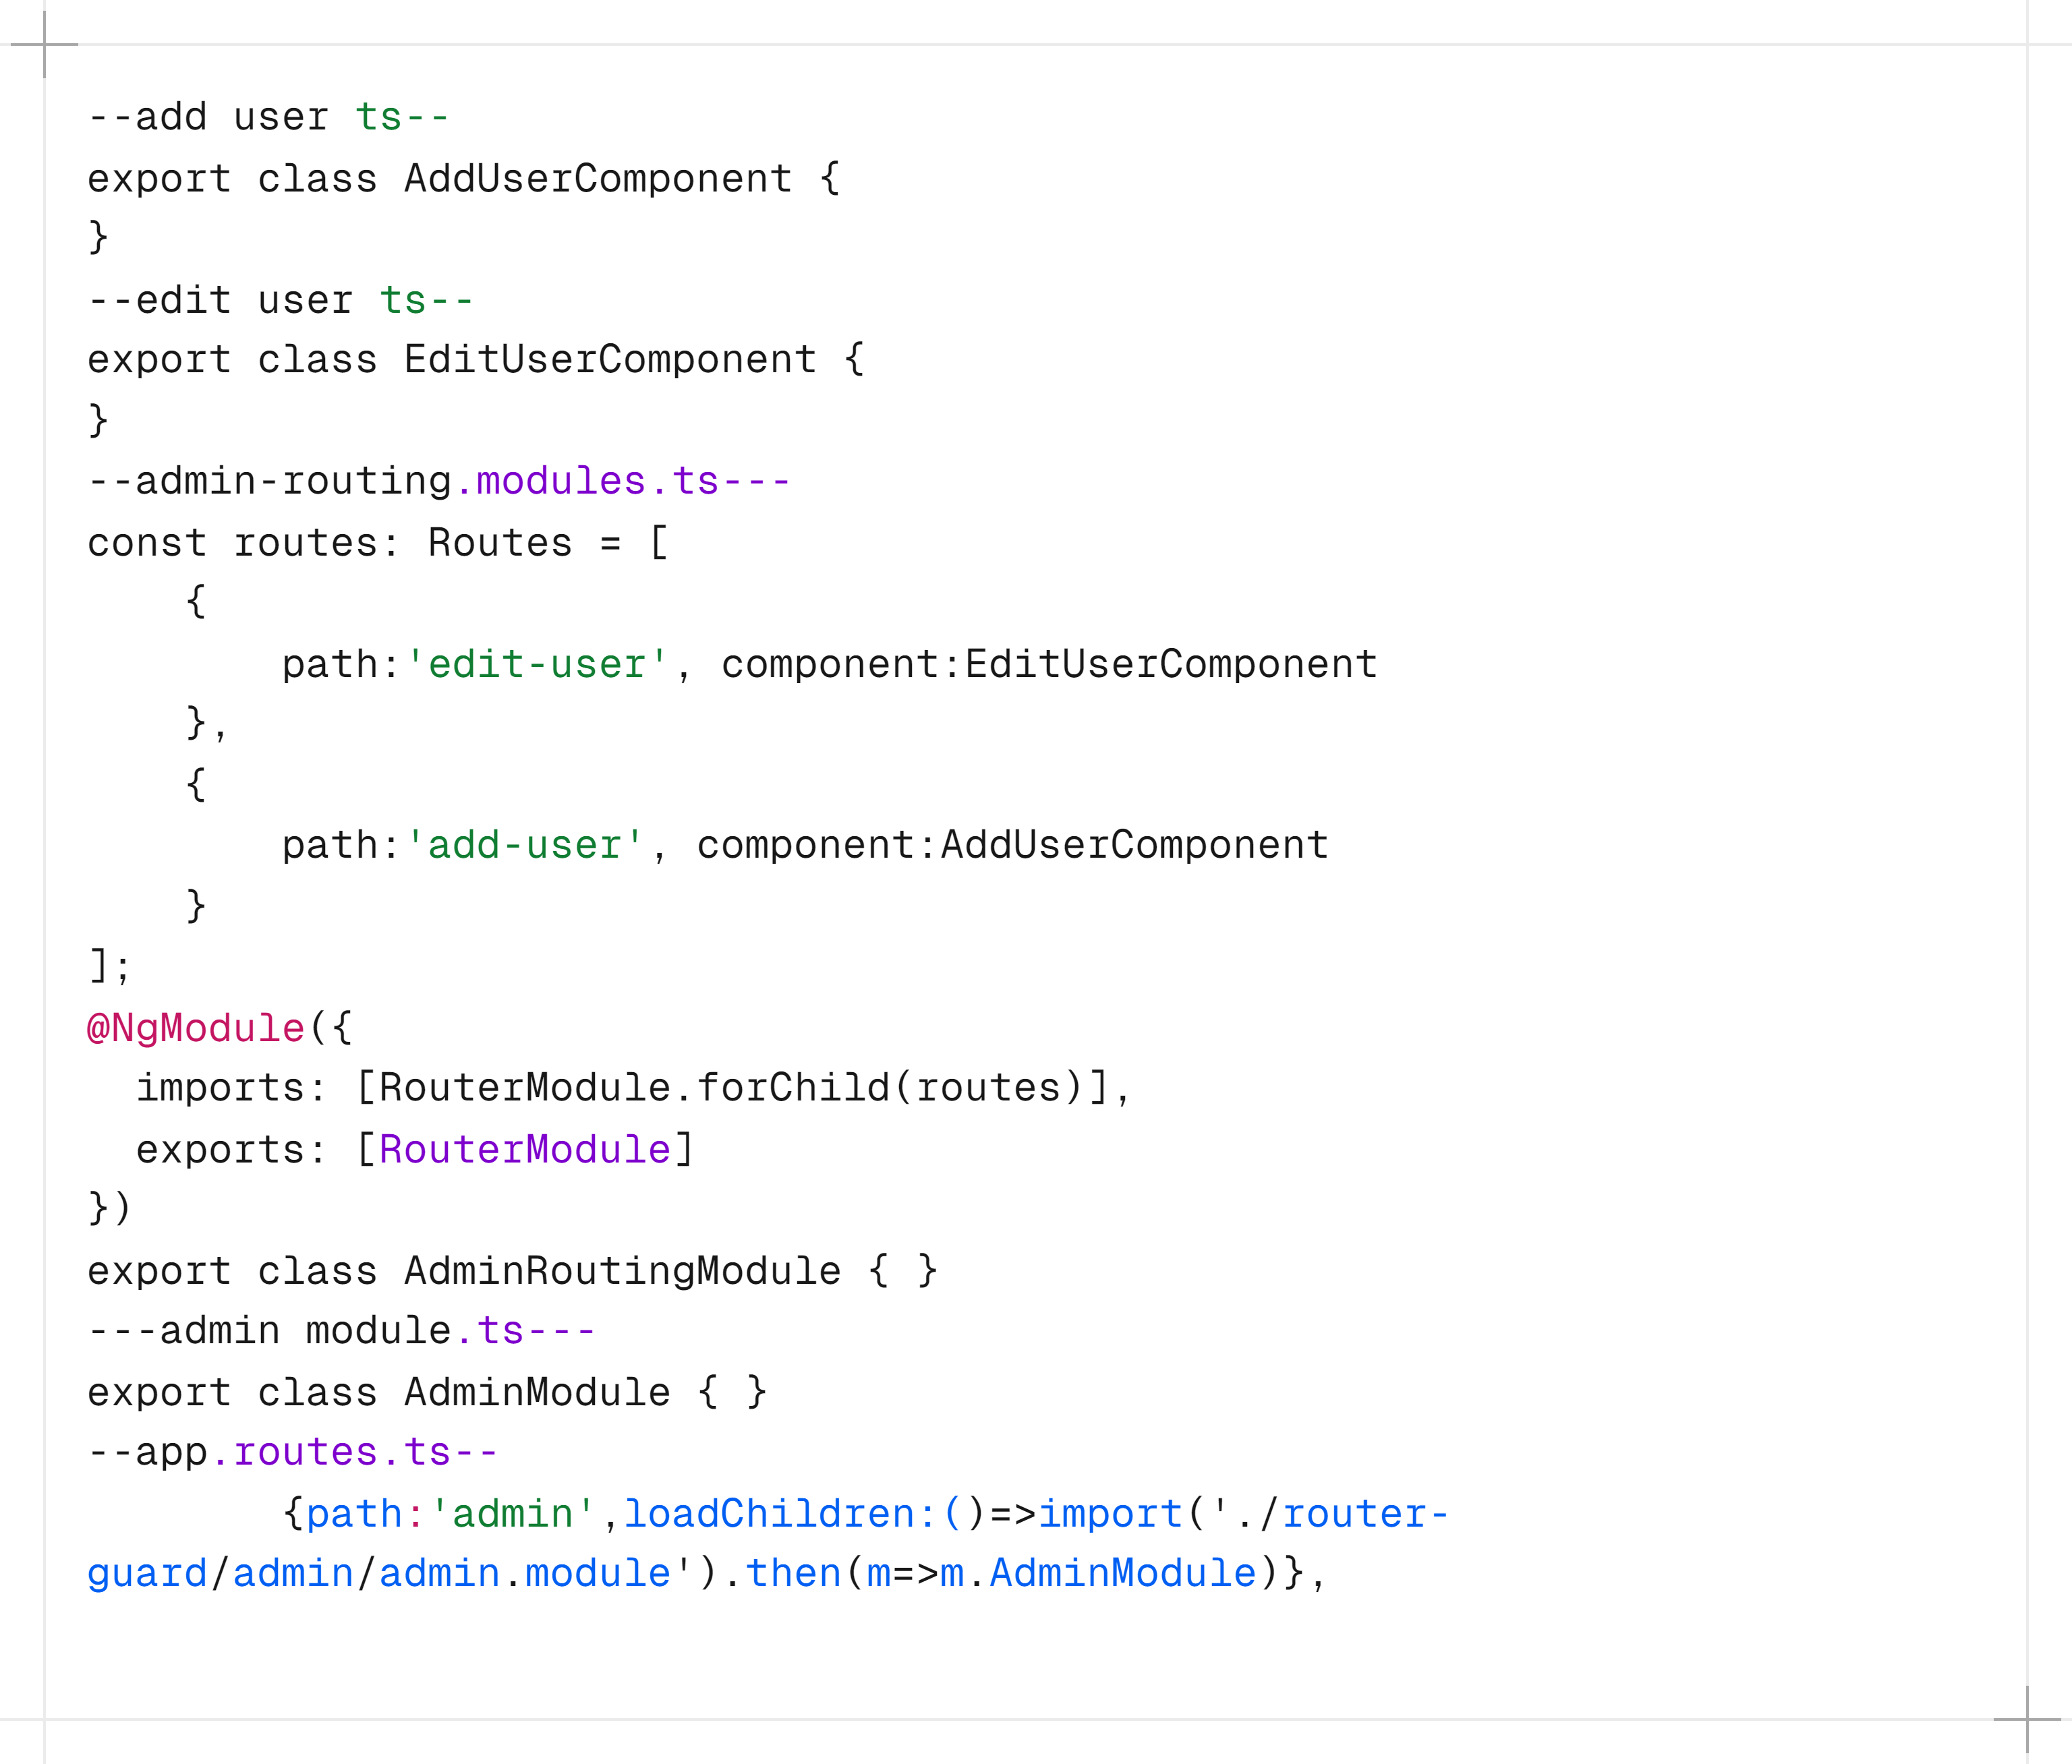 --add user ts--
export class AddUserComponent {
}
--edit user ts--
export class EditUserComponent {
}
--admin-routing.modules.ts---
const routes: Routes = [
    {
        path:'edit-user', component:EditUserComponent
    },
    {
        path:'add-user', component:AddUserComponent
    }
];
@NgModule({
  imports: [RouterModule.forChild(routes)],
  exports: [RouterModule]
})
export class AdminRoutingModule { }
---admin module.ts---
export class AdminModule { }
--app.routes.ts--
        {path:'admin',loadChildren:()=>import('./router-
guard/admin/admin.module').then(m=>m.AdminModule)},